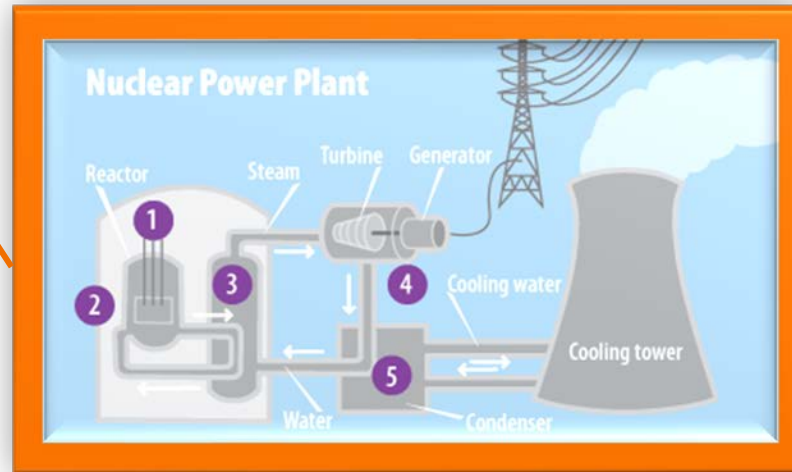 Nuclear Power Plant
Turbine
Generator
Reactor
Steam
1
3
2
4
Cooling water
Cooling tower
5
Water
Condenser